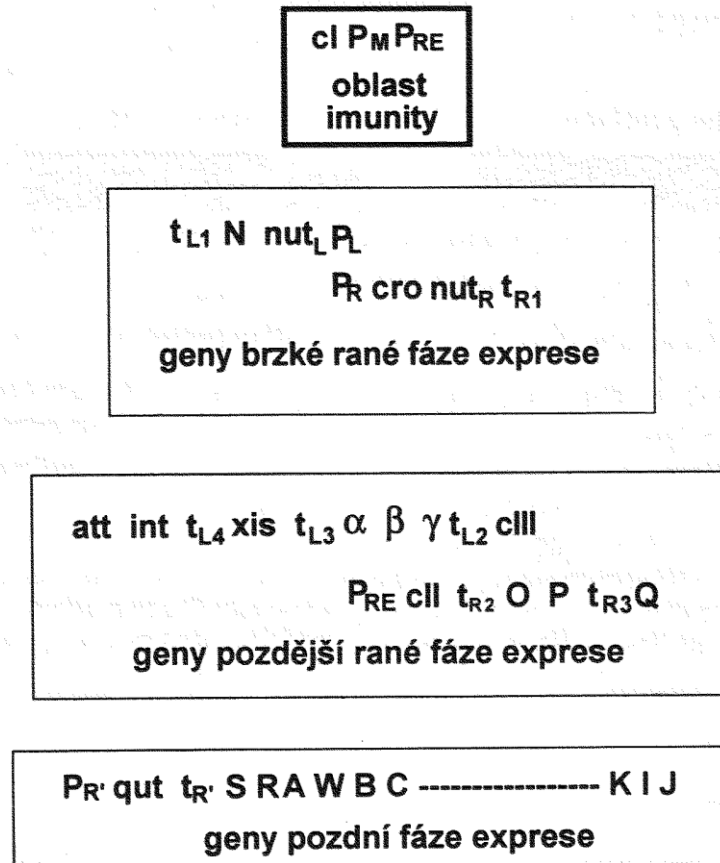 cI PM PRE
oblast
imunity
tL1 N nutL PL
PR cro nutR tR1
geny brzké rané fáze exprese
att int tL4 xis tL3 α β γ tL2 cIII
PRE cII tR2 O P tR3 Q
geny pozdější rané fáze exprese
PR' qut tR' S R A W B C ----------------- K I J
geny pozdní fáze exprese